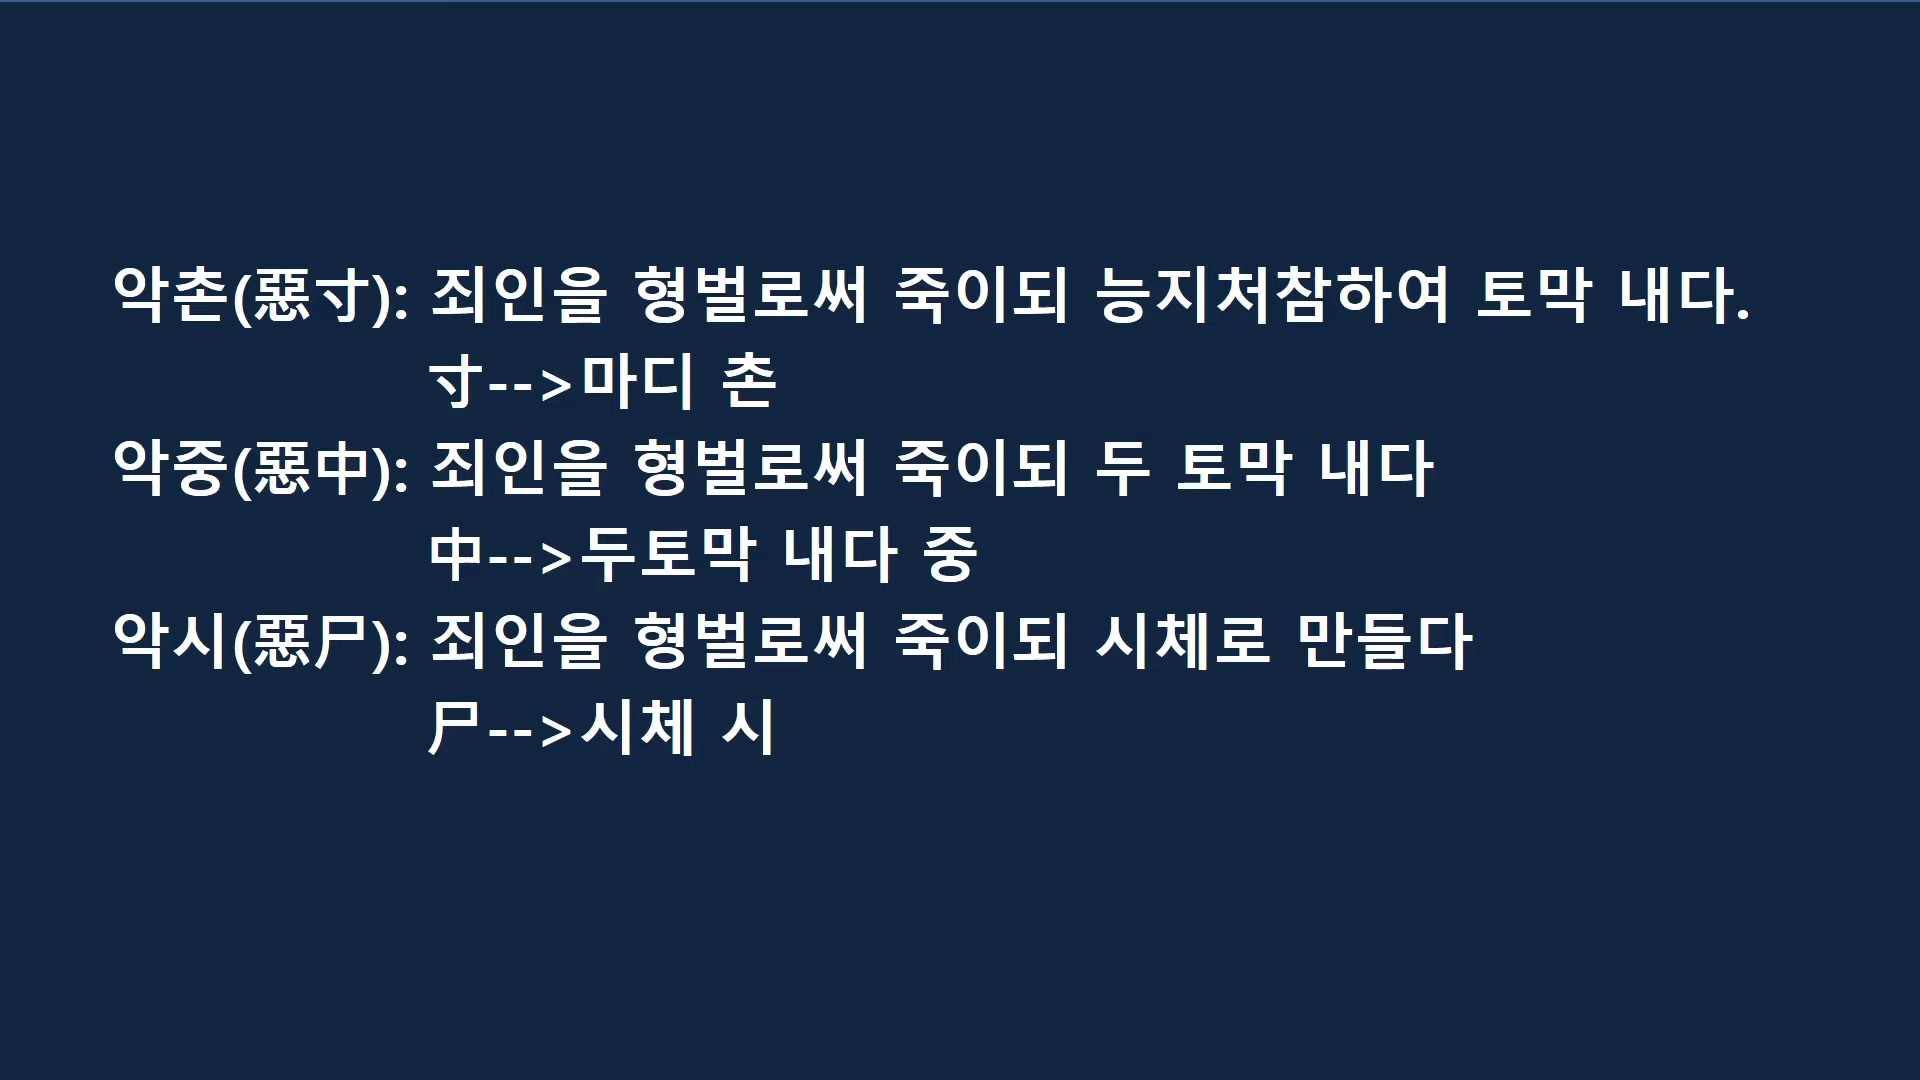 악촌(惡寸): 죄인을 형벌로써 죽이되 능지처참하여 토막 내다.
寸-->마디 촌
악중(惡中): 죄인을 형벌로써 죽이되 두 토막 내다
中-->두토막 내다 중
악시(惡尸): 죄인을 형벌로써 죽이되 시체로 만들다
尸-->시체 시